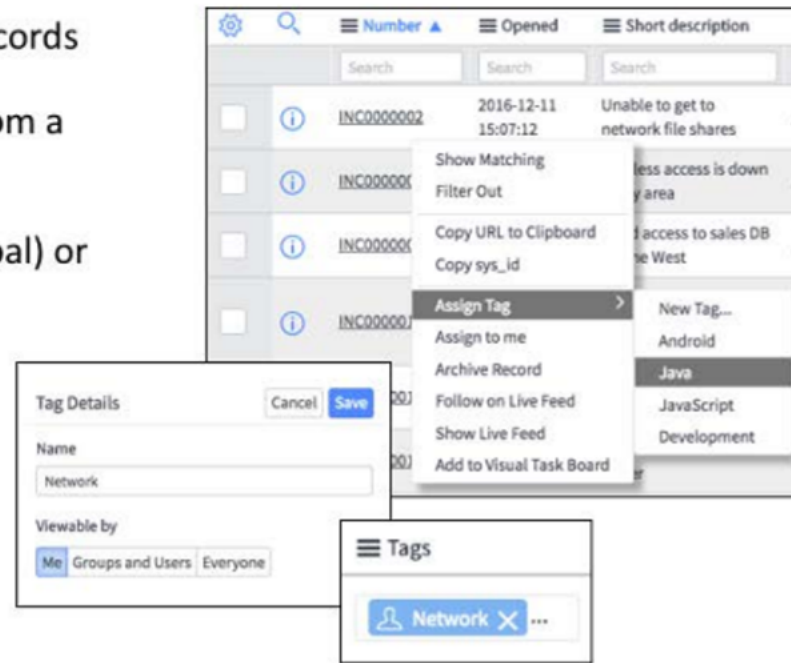 cords
om a
bal) or
Number ▲ Opened Short description
Search Search Search
INC0000002 2016-12-11 15:07:12 Unable to get to network file shares
less access is down
y area
access to sales DB
West
Show Matching
Filter Out
Copy URL to Clipboard
Copy sys_id
Assign Tag >
Assign to me
Archive Record
Follow on Live Feed
Show Live Feed
Add to Visual Task Board
New Tag...
Android
Java
JavaScript
Development
Tag Details Cancel Save
Name
Network
Viewable by
Me Groups and Users Everyone
Tags
Network ...